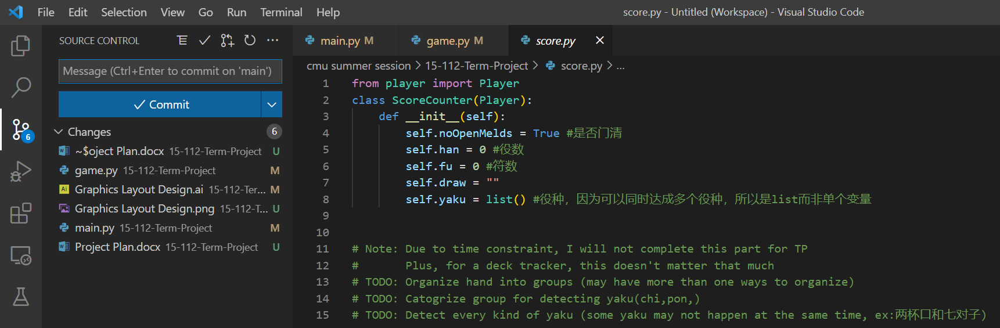 File Edit Selection View Go Run Terminal Help score.py - Untitled (Workspace) - Visual Studio Code
SOURCE CONTROL
Message (Ctrl+Enter to commit on 'main')
Commit
Changes 6
~$oject Plan.docx 15-112-Term-Project U
game.py 15-112-Term-Project M
Ai Graphics Layout Design.ai 15-112-Ter... M
Graphics Layout Design.png 15-112-T... U
main.py 15-112-Term-Project M
Project Plan.docx 15-112-Term-Project U
6
main.py M game.py M score.py
cmu summer session > 15-112-Term-Project > score.py > ...
1 from player import Player
2 class ScoreCounter(Player):
3 def __init__(self):
4 self.noOpenMelds = True #是否门清
5 self.han = 0 #役数
6 self.fu = 0 #符数
7 self.draw = ""
8 self.yaku = list() #役种，因为可以同时达成多个役种，所以是list而非单个变量
9
10
11 # Note: Due to time constraint, I will not complete this part for TP
12 # Plus, for a deck tracker, this doesn't matter that much
13 # TODO: Organize hand into groups (may have more than one ways to organize)
14 # TODO: Catogrize group for detecting yaku(chi,pon,)
15 # TODO: Detect every kind of yaku (some yaku may not happen at the same time, ex:两杯口和七对子)